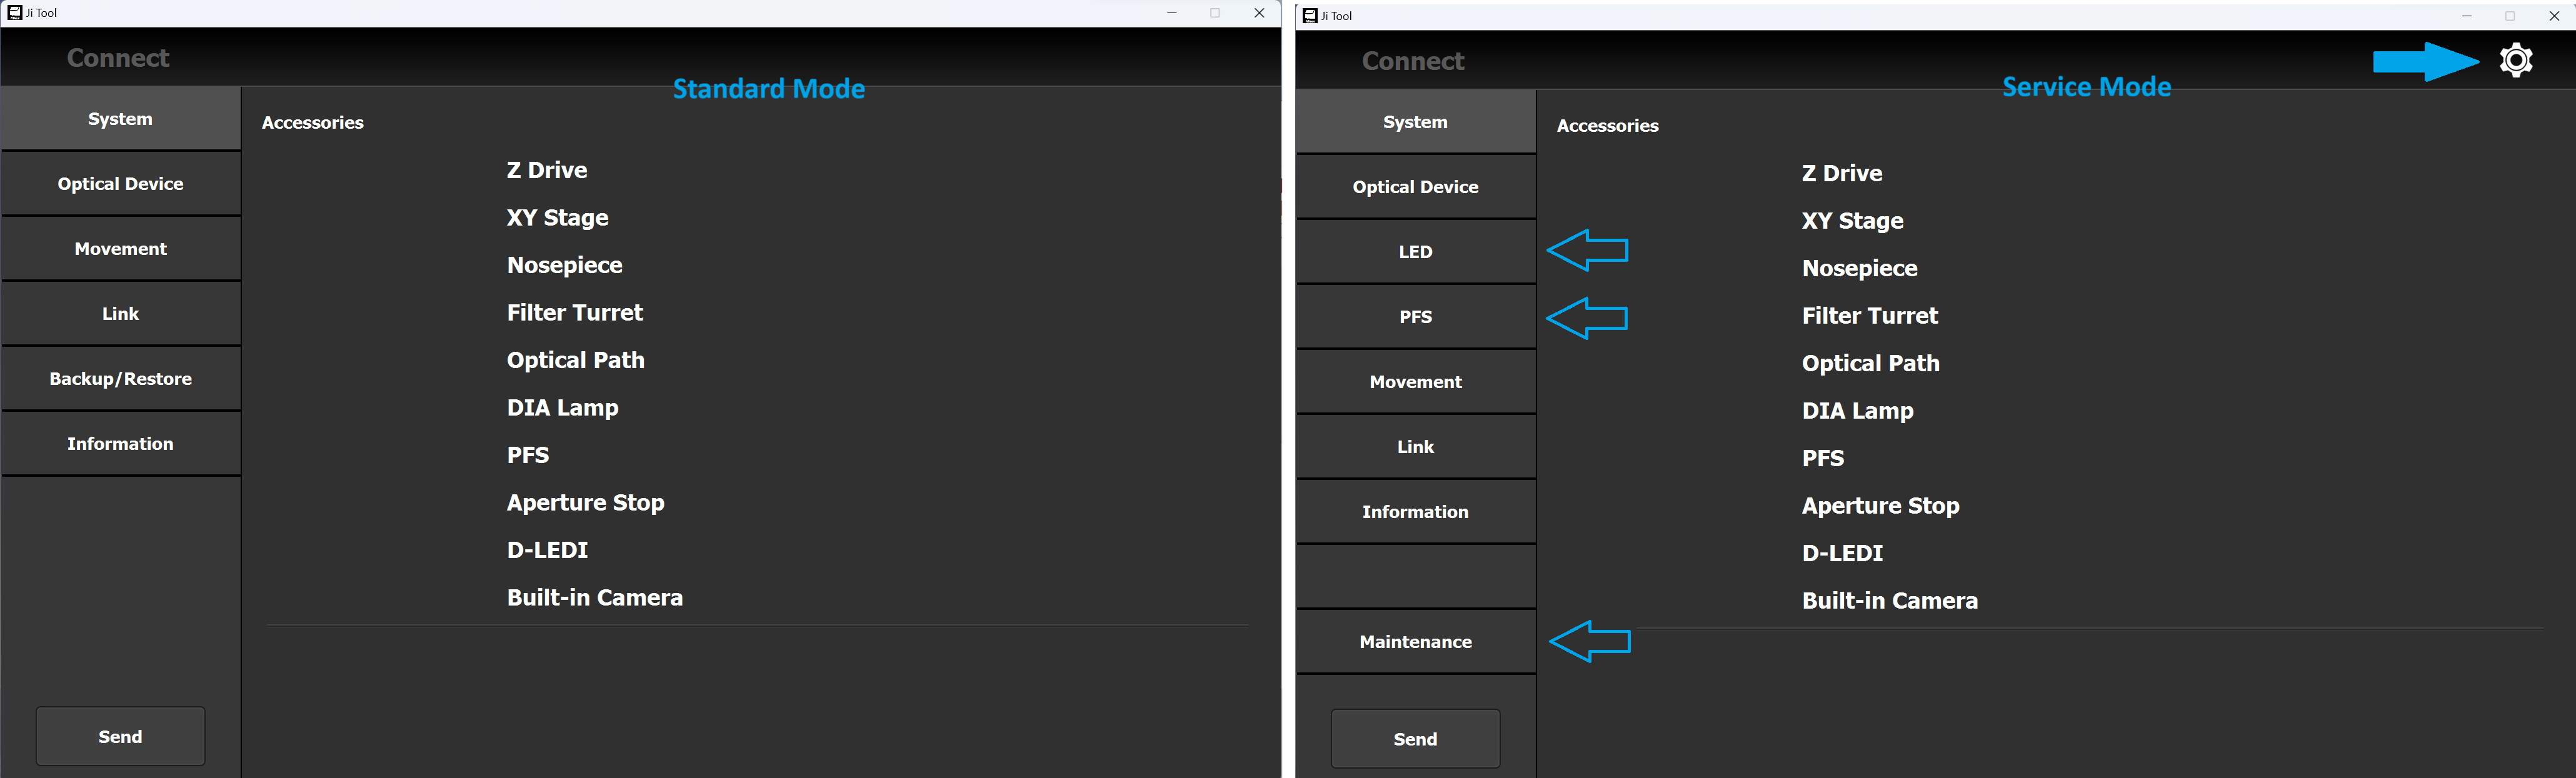 Ji Tool
Connect
Standard Mode
System
Optical Device
Movement
Link
Backup/Restore
Information
Send
Accessories
Z Drive
XY Stage
Nosepiece
Filter Turret
Optical Path
DIA Lamp
PFS
Aperture Stop
D-LEDI
Built-in Camera
Ji Tool
Connect
Service Mode
System
Optical Device
LED
PFS
Movement
Link
Information
Maintenance
Send
Accessories
Z Drive
XY Stage
Nosepiece
Filter Turret
Optical Path
DIA Lamp
PFS
Aperture Stop
D-LEDI
Built-in Camera